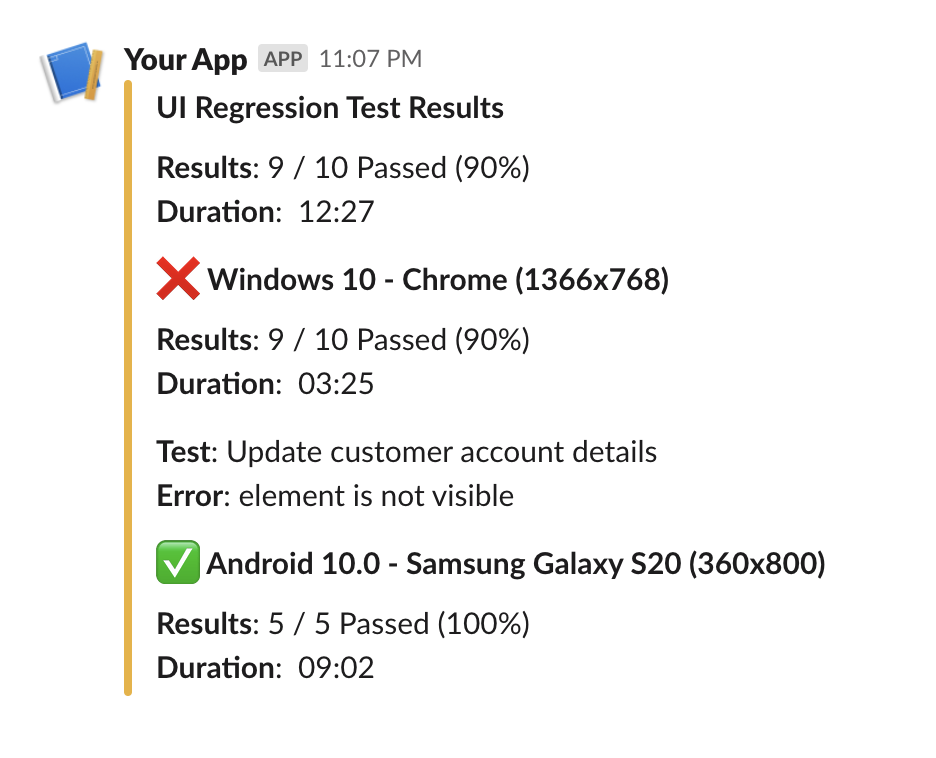 Your App APP 11:07 PM
UI Regression Test Results
Results: 9 / 10 Passed (90%)
Duration: 12:27
❌ Windows 10 - Chrome (1366x768)
Results: 9 / 10 Passed (90%)
Duration: 03:25
Test: Update customer account details
Error: element is not visible
✅ Android 10.0 - Samsung Galaxy S20 (360x800)
Results: 5 / 5 Passed (100%)
Duration: 09:02